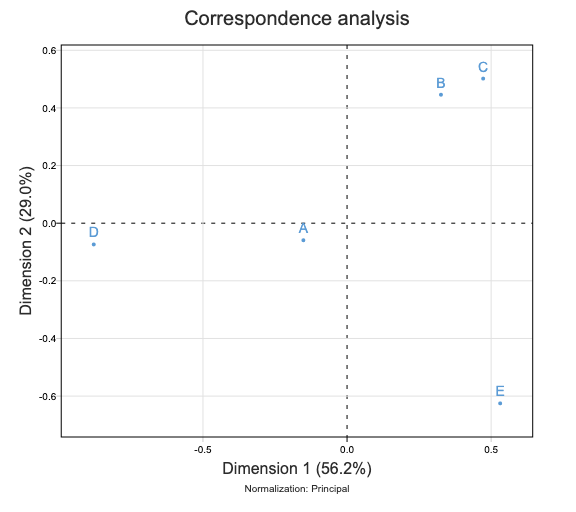 Correspondence analysis
0.6
C
B
0.4
0.2
0.0
A
D
-0.2
-0.4
E
-0.6
Dimension 2 (29.0%)
-0.5
0.0
0.5
Dimension 1 (56.2%)
Normalization: Principal